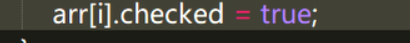 arr[i].checked = true;